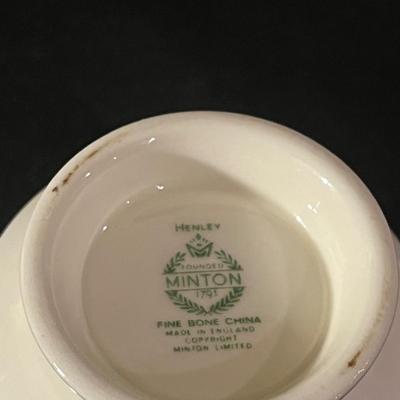 HENLEY
FOUNDED
MINTON
1793
FINE BONE CHINA
MADE IN ENGLAND
COPYRIGHT
MINTON LIMITED